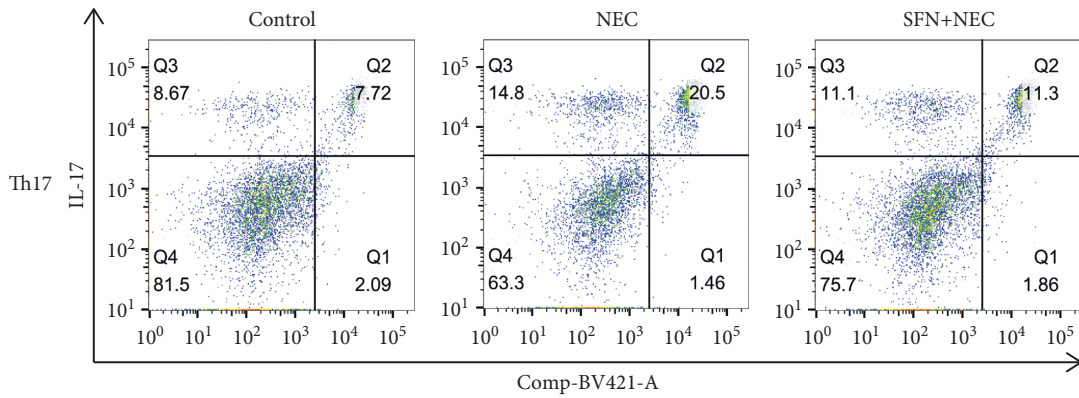 Control
NEC
SFN+NEC
Th17
IL-17
10^5
10^4
10^3
10^2
10^1
Q3
8.67
Q2
7.72
Q4
81.5
Q1
2.09
10^0 10^1 10^2 10^3 10^4 10^5
10^5
10^4
10^3
10^2
10^1
Q3
14.8
Q2
20.5
Q4
63.3
Q1
1.46
10^0 10^1 10^2 10^3 10^4 10^5
10^5
10^4
10^3
10^2
10^1
Q3
11.1
Q2
11.3
Q4
75.7
Q1
1.86
10^0 10^1 10^2 10^3 10^4 10^5
Comp-BV421-A